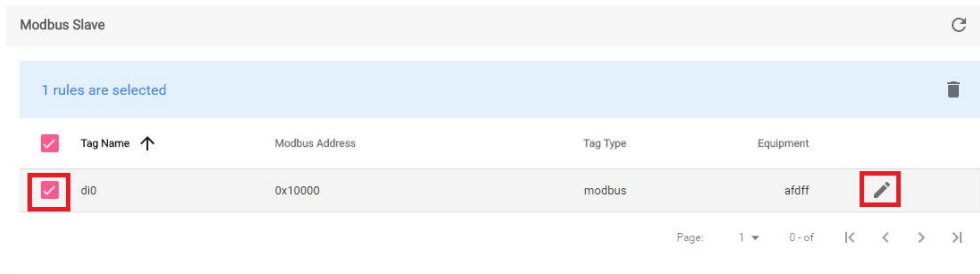 Modbus Slave
1 rules are selected
Tag Name Modbus Address Tag Type Equipment
di0 0x10000 modbus afdff
Page: 1 0 - of